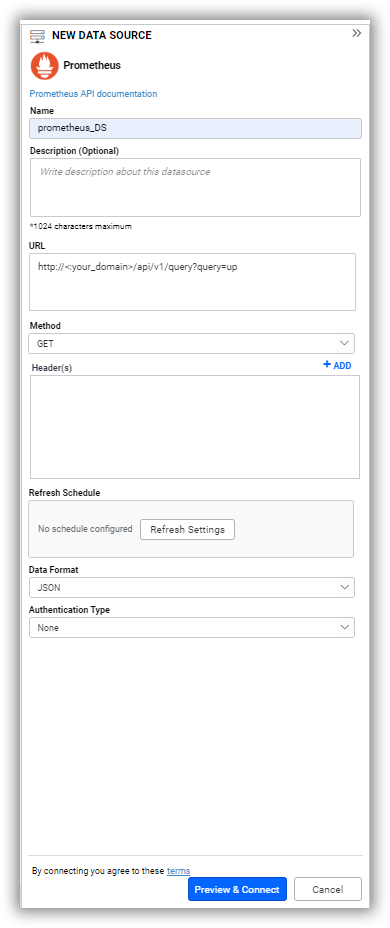 NEW DATA SOURCE
Prometheus
Prometheus API documentation
Name
prometheus_DS
Description (Optional)
Write description about this datasource
*1024 characters maximum
URL
http://<:your_domain>/api/v1/query?query=up
Method
GET
Header(s)
+ ADD
Refresh Schedule
No schedule configured
Refresh Settings
Data Format
JSON
Authentication Type
None
By connecting you agree to these terms
Preview & Connect
Cancel